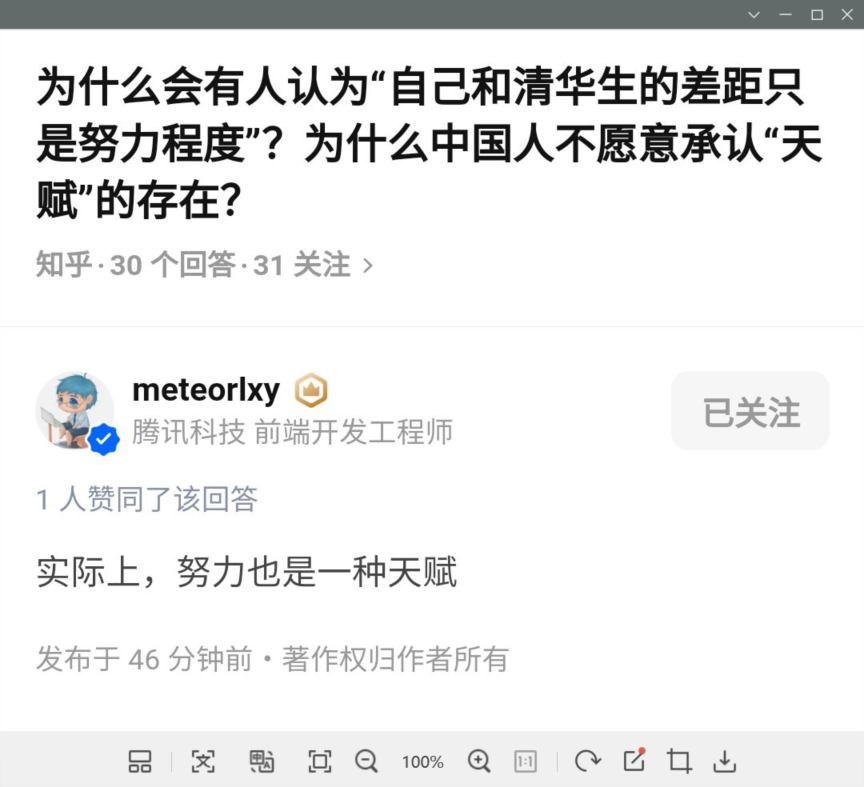 为什么会有人认为“自己和清华生的差距只
是努力程度”？为什么中国人不愿意承认“天
赋”的存在？
知乎·30 个回答·31 关注 >
meteorlxy
已关注
腾讯科技 前端开发工程师
1 人赞同了该回答
实际上，努力也是一种天赋
发布于 46 分钟前・著作权归作者所有
100%
1:1